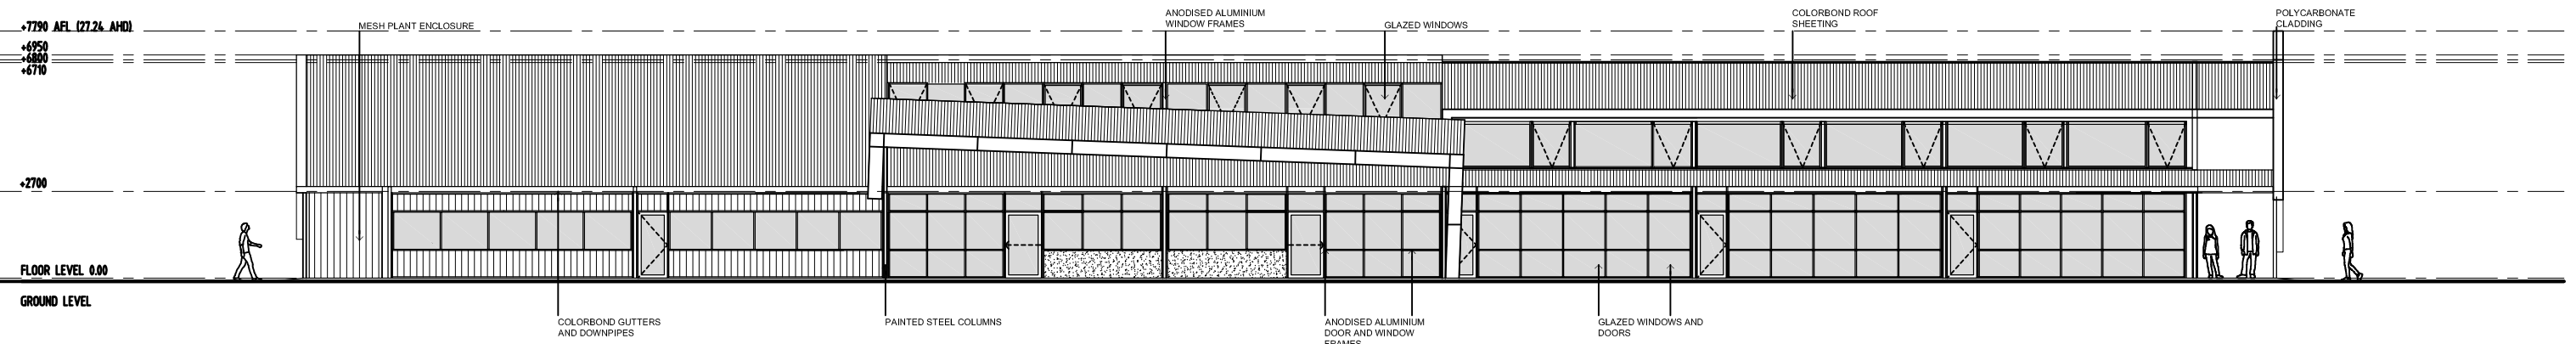 +7790 AFL (27.24 AHD)
+6950
+6800
+6710
+2700
FLOOR LEVEL 0.00
GROUND LEVEL
MESH PLANT ENCLOSURE
ANODISED ALUMINIUM
WINDOW FRAMES
GLAZED WINDOWS
COLORBOND ROOF
SHEETING
POLYCARBONATE
CLADDING
COLORBOND GUTTERS
AND DOWNPIPES
PAINTED STEEL COLUMNS
ANODISED ALUMINIUM
DOOR AND WINDOW
FRAMES
GLAZED WINDOWS AND
DOORS